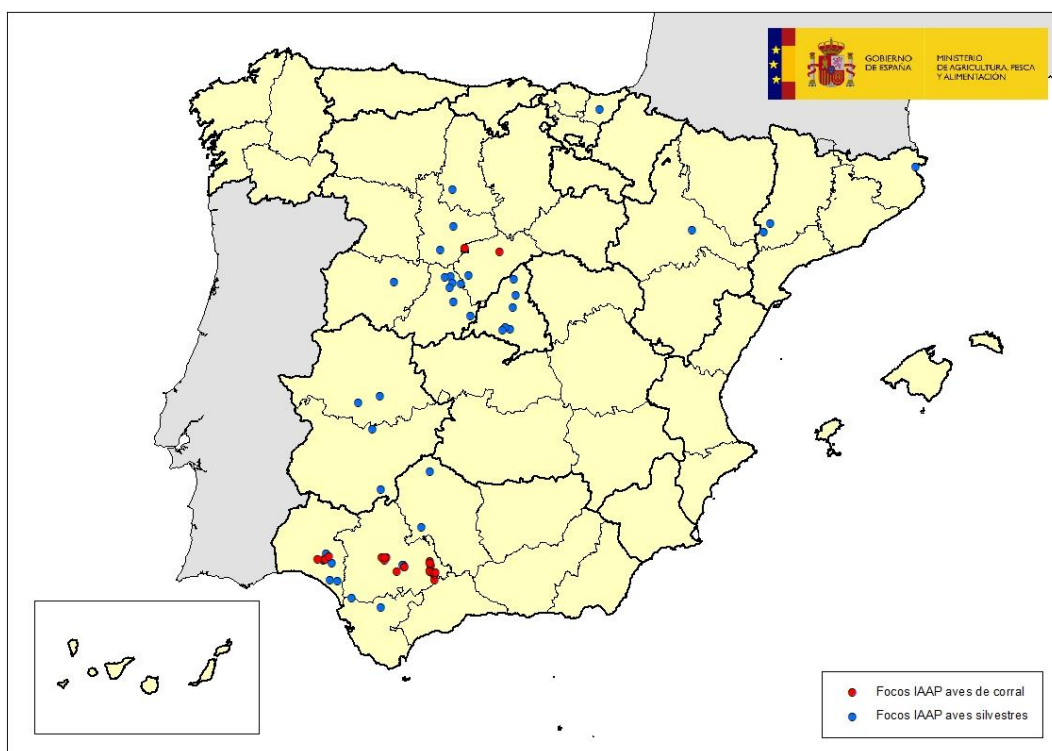 GOBIERNO
DE ESPAÑA
MINISTERIO
DE AGRICULTURA, PESCA
Y ALIMENTACIÓN
Focos IAAP aves de corral
Focos IAAP aves silvestres